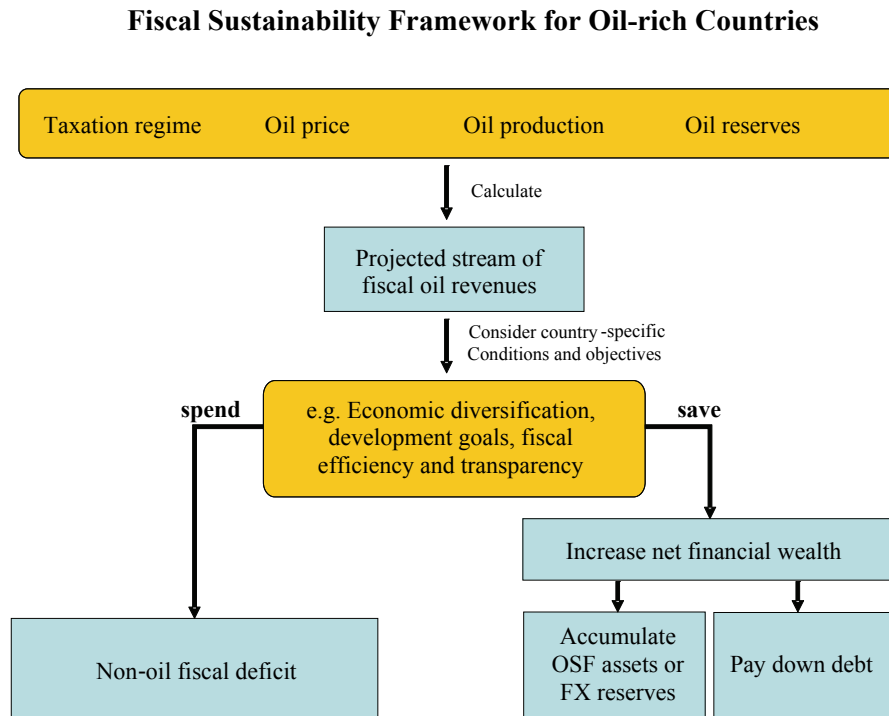 Fiscal Sustainability Framework for Oil-rich Countries
Taxation regime Oil price Oil production Oil reserves
Calculate
Projected stream of
fiscal oil revenues
Consider country-specific
Conditions and objectives
spend
e.g. Economic diversification,
development goals, fiscal
efficiency and transparency
save
Increase net financial wealth
Non-oil fiscal deficit
Accumulate
OSF assets or
FX reserves
Pay down debt